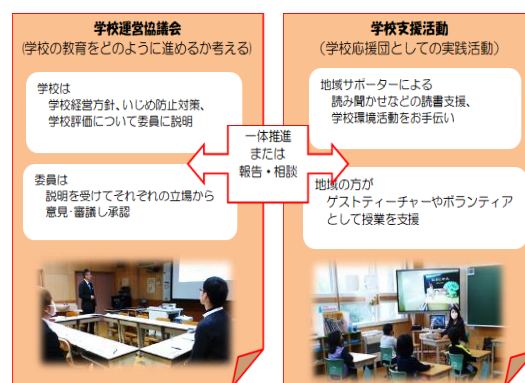 学校運営協議会
(学校の教育をどのように進めるか考える)
学校は
学校経営方針、いじめ防止対策、
学校評価について委員に説明
委員は
説明を受けてそれぞれの立場から
意見・審議し承認
一体推進
または
報告・相談
学校支援活動
(学校応援団としての実践活動)
地域サポーターによる
読み聞かせなどの読書支援、
学校環境活動をお手伝い
地域の方が
ゲストティーチャーやボランティア
として授業を支援